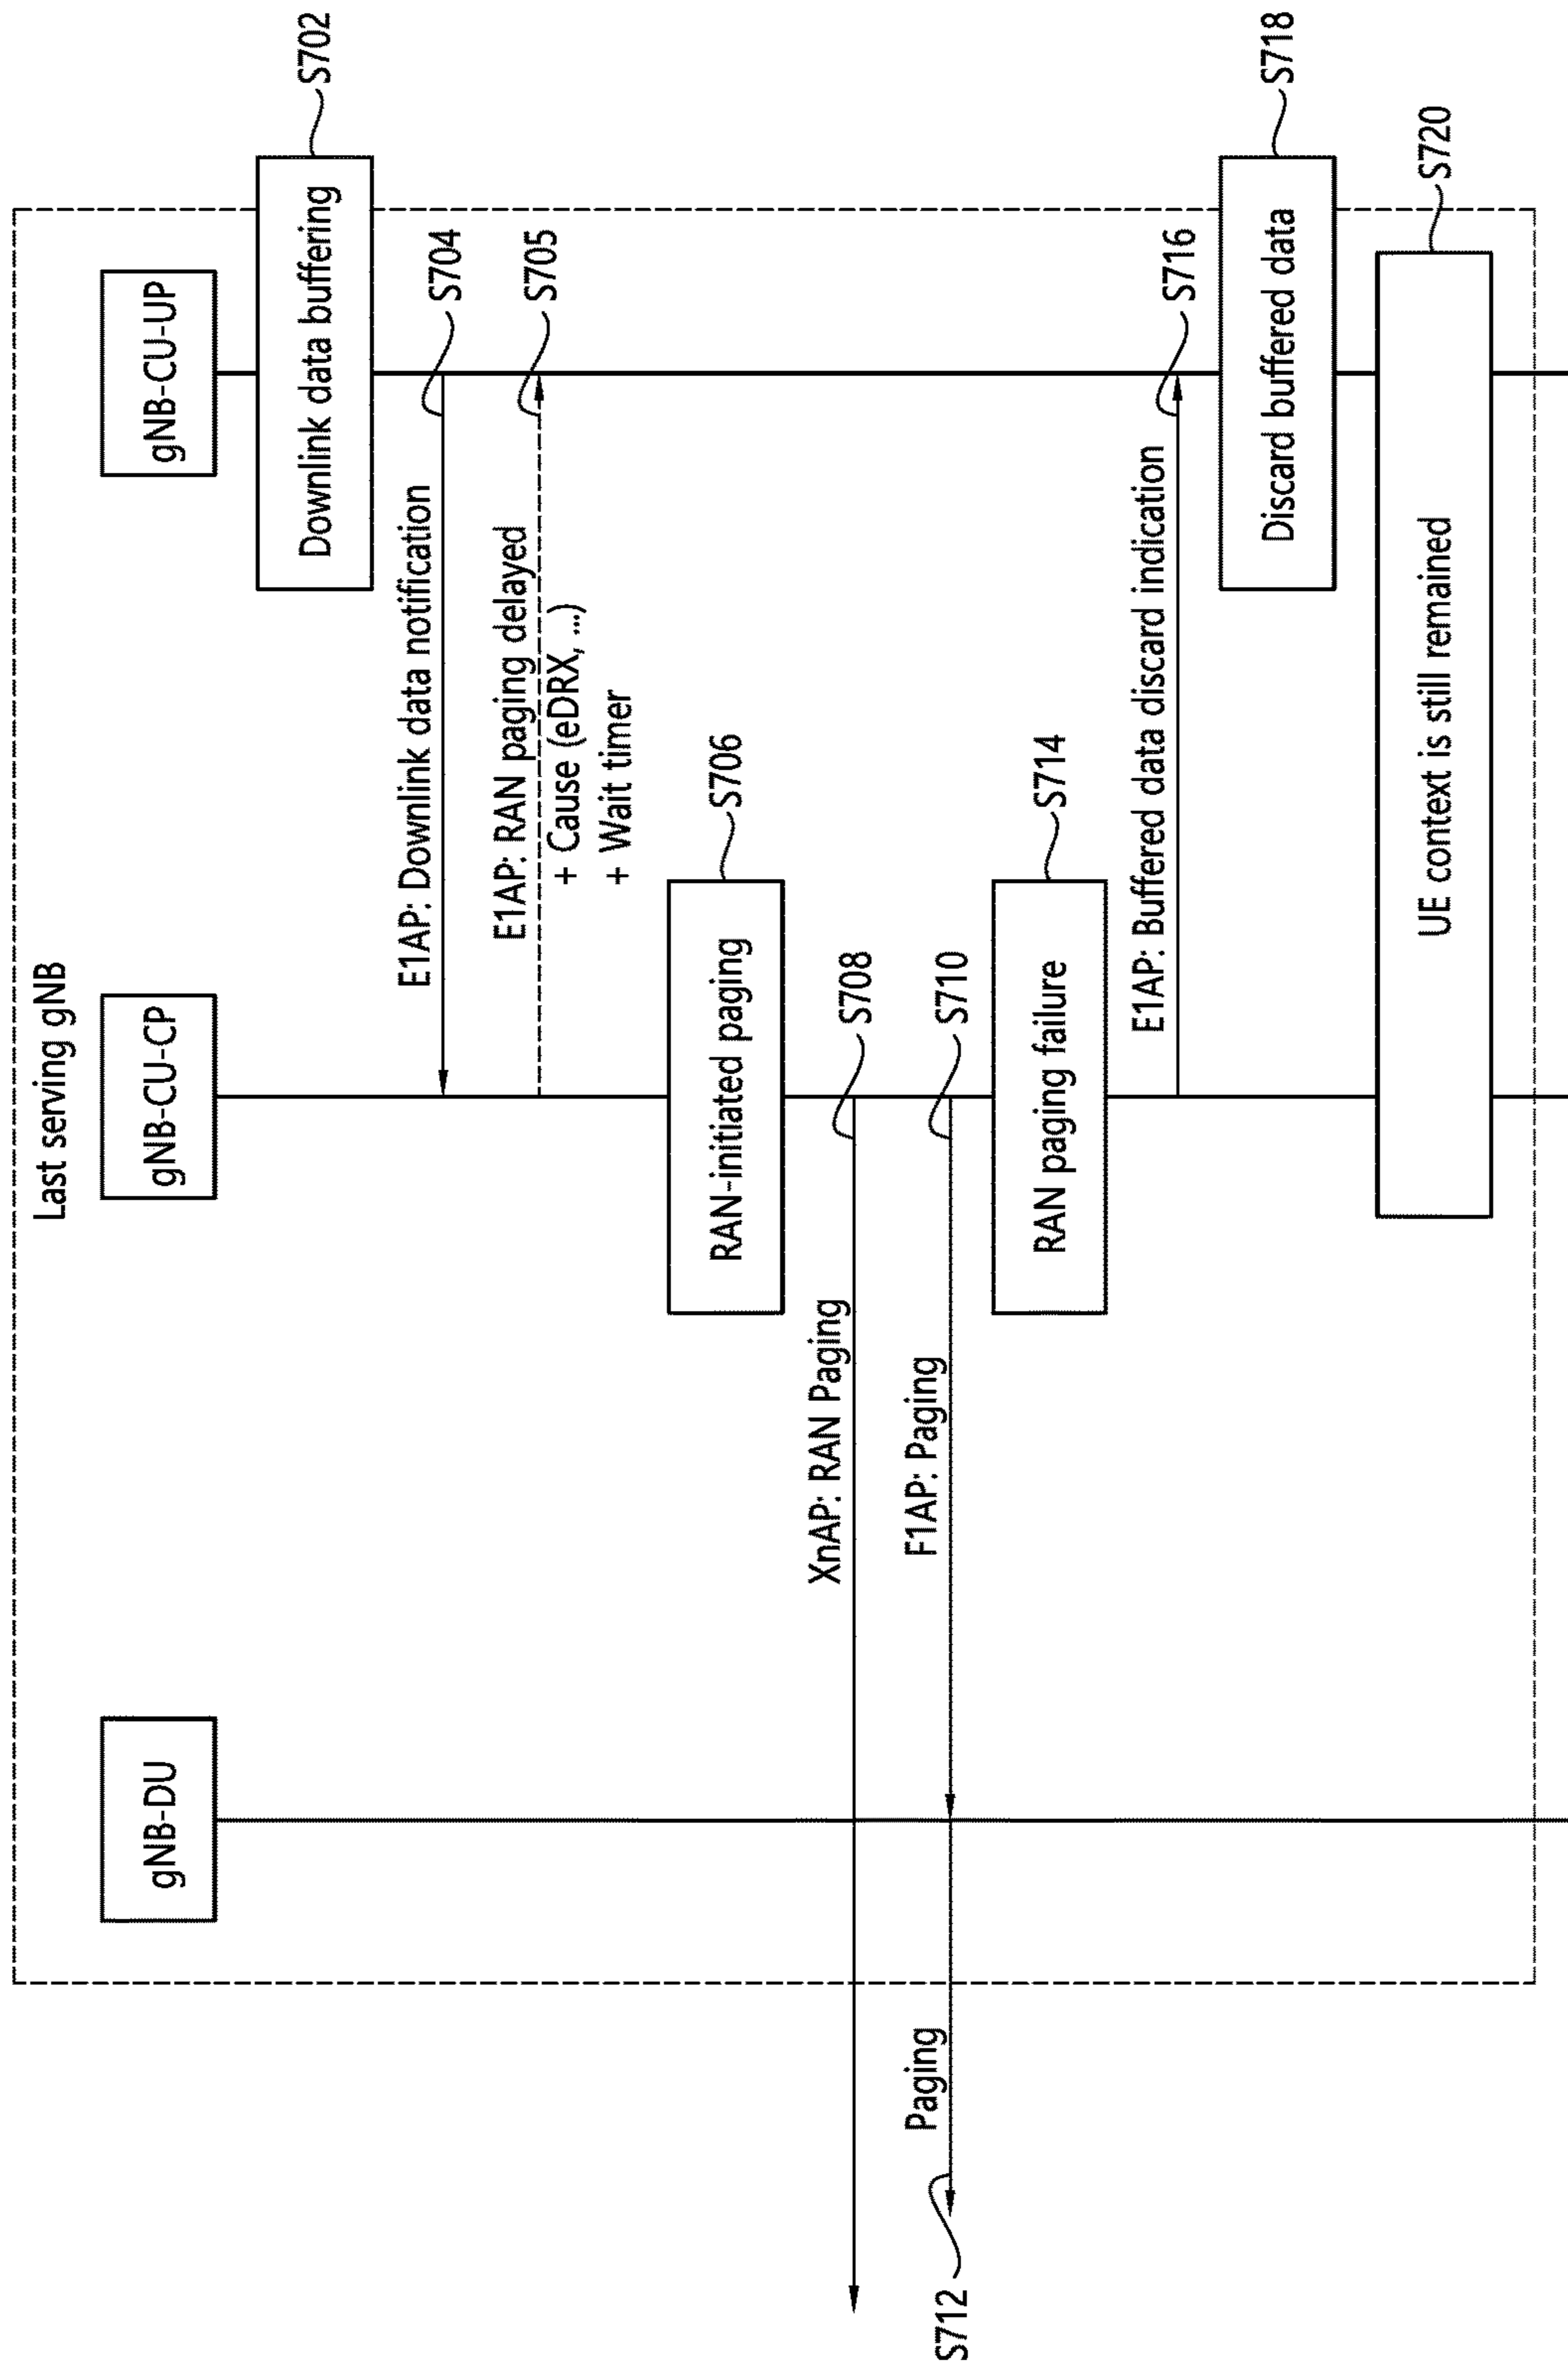 Last serving gNB
gNB-DU
gNB-CU-CP
gNB-CU-UP
Downlink data buffering
S702
E1AP: Downlink data notification
S704
E1AP: RAN paging delayed
+ Cause (eDRX, ...)
+ Wait timer
S705
RAN-initiated paging
S706
XnAP: RAN Paging
S708
F1AP: Paging
S710
Paging
S712
RAN paging failure
S714
E1AP: Buffered data discard indication
S716
Discard buffered data
S718
UE context is still remained
S720